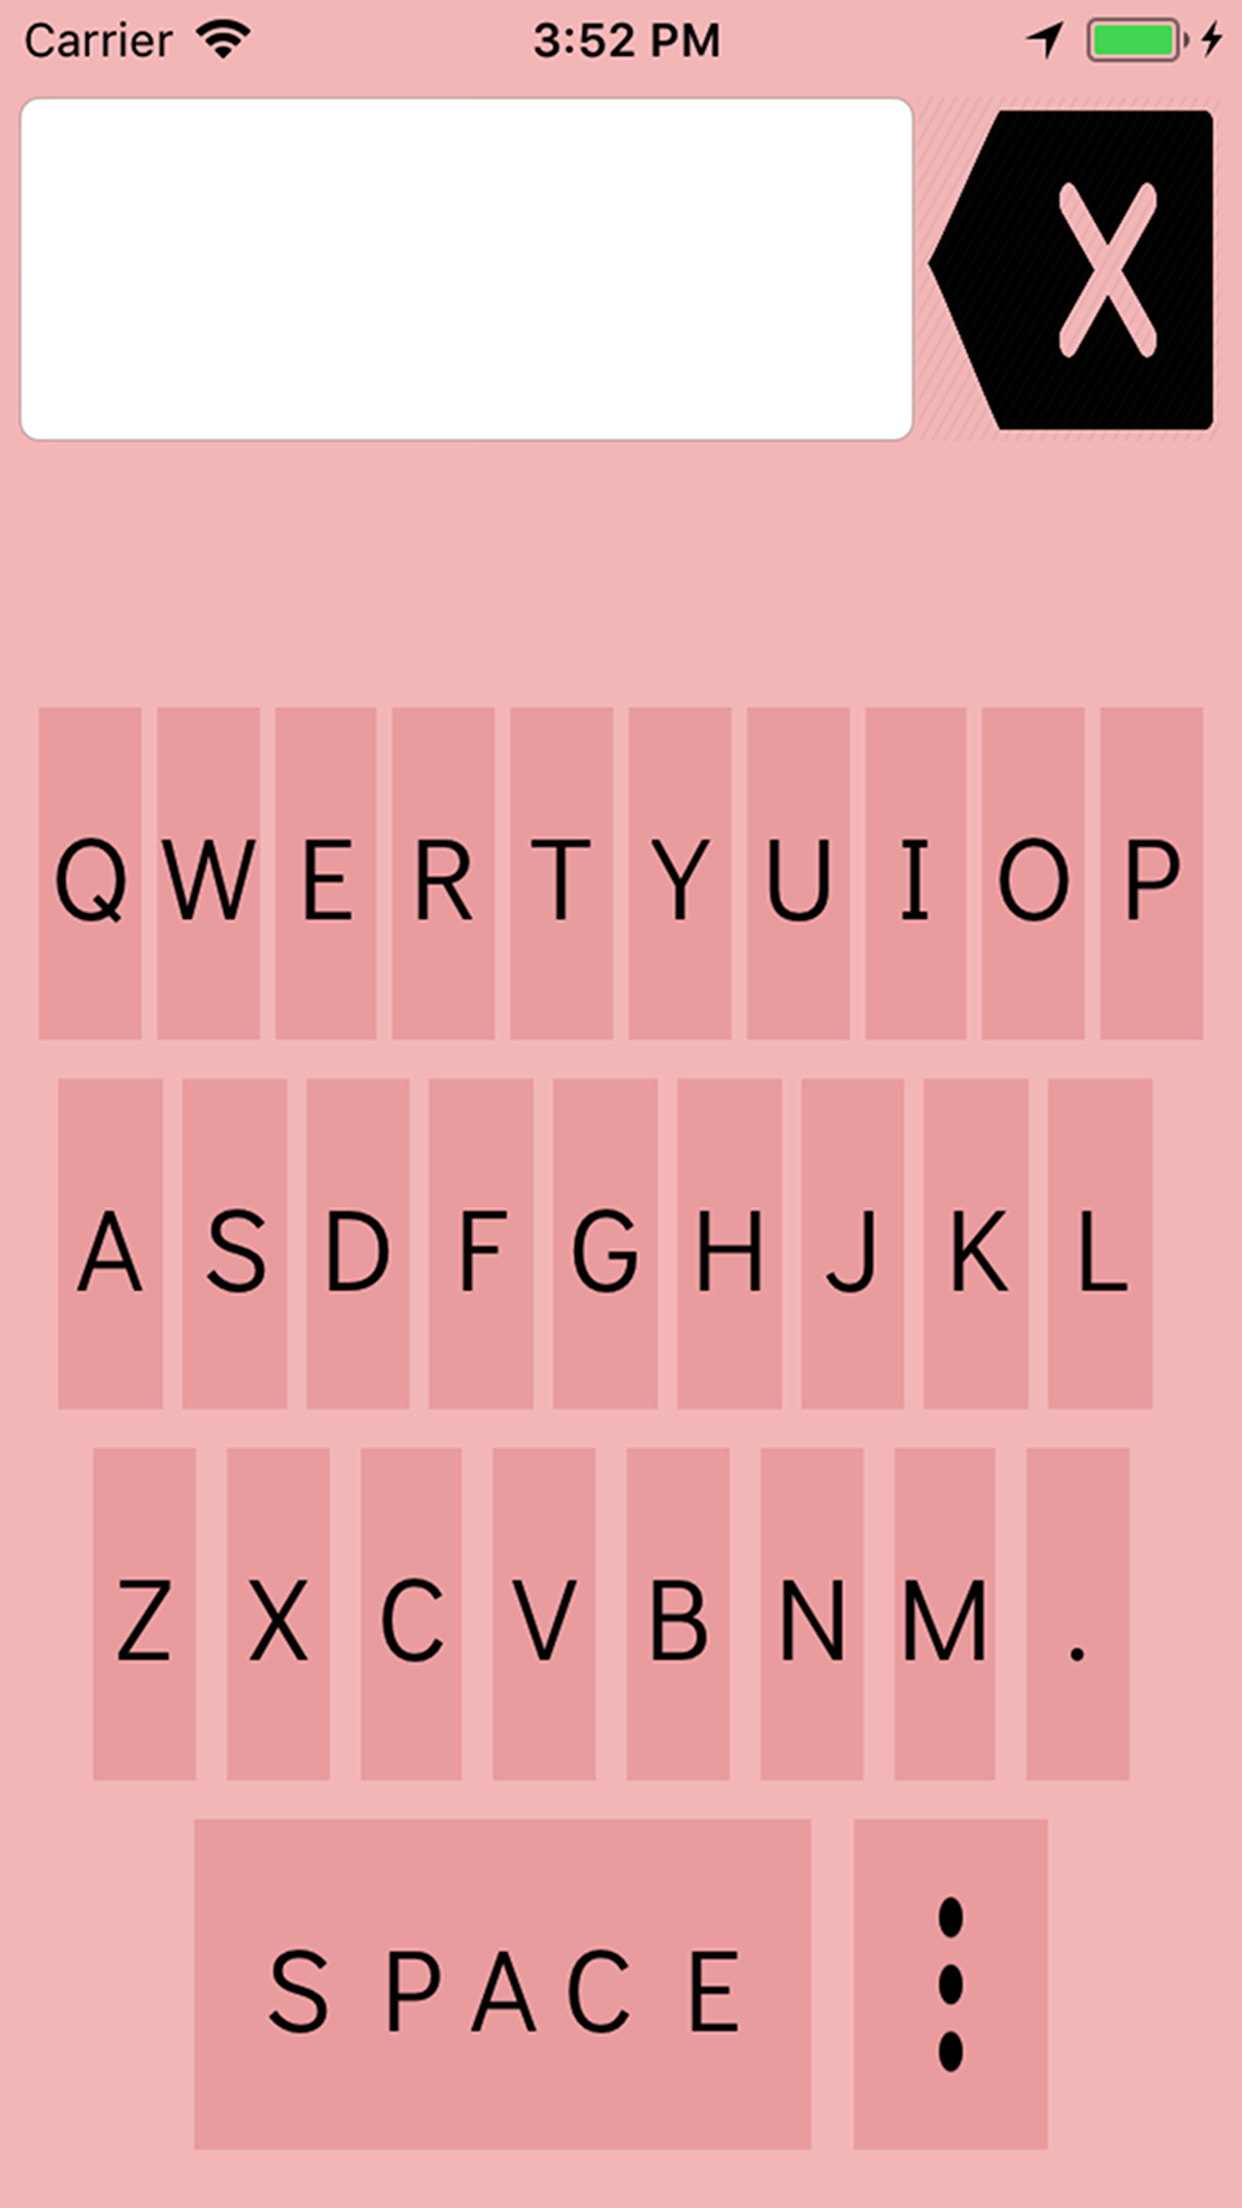 Carrier 3:52 PM
X
Q W E R T Y U I O P
A S D F G H J K L
Z X C V B N M .
SPACE